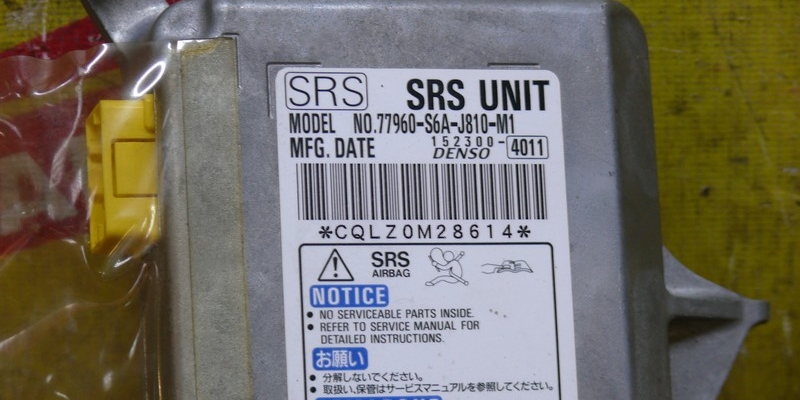 SRS SRS UNIT
MODEL NO.77960-S6A-J810-M1
MFG. DATE 152300-4011
DENSO
*CQLZ0M28614*
SRS
AIRBAG
NOTICE
● NO SERVICEABLE PARTS INSIDE.
● REFER TO SERVICE MANUAL FOR
DETAILED INSTRUCTIONS.
お願い
● 分解しないでください。
● 取扱い、保管はサービスマニュアルを参照してください。